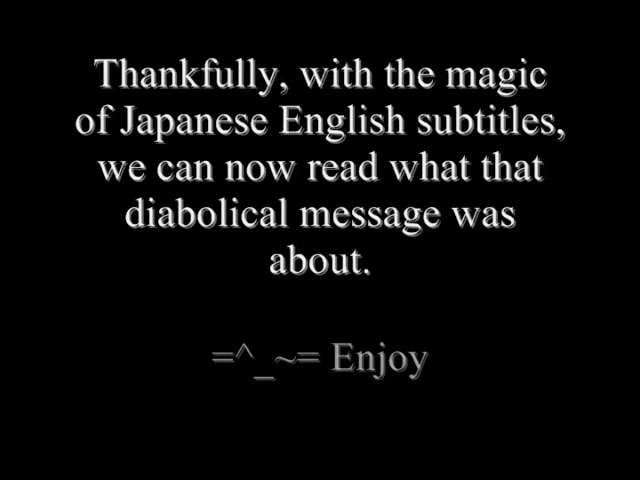 Thankfully, with the magic
of Japanese English subtitles,
we can now read what that
diabolical message was
about.
=^_~= Enjoy